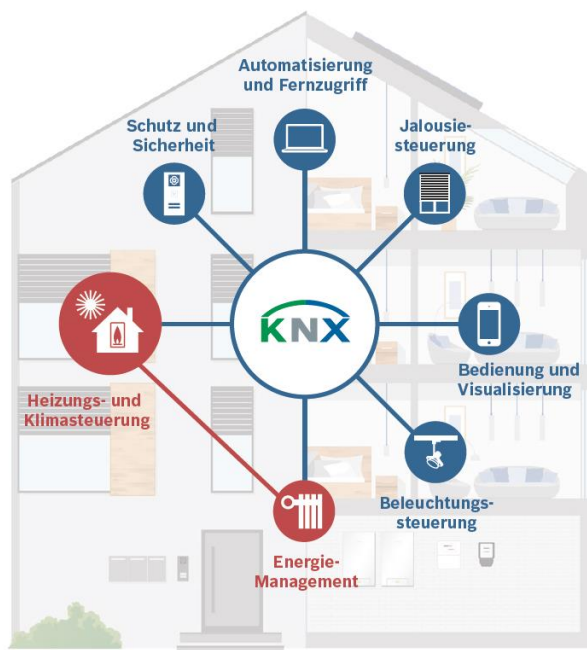 Automatisierung
und Fernzugriff
Schutz und
Sicherheit
Jalousie-
steuerung
KNX
Bedienung und
Visualisierung
Heizungs- und
Klimasteuerung
Beleuchtungs-
steuerung
Energie-
Management